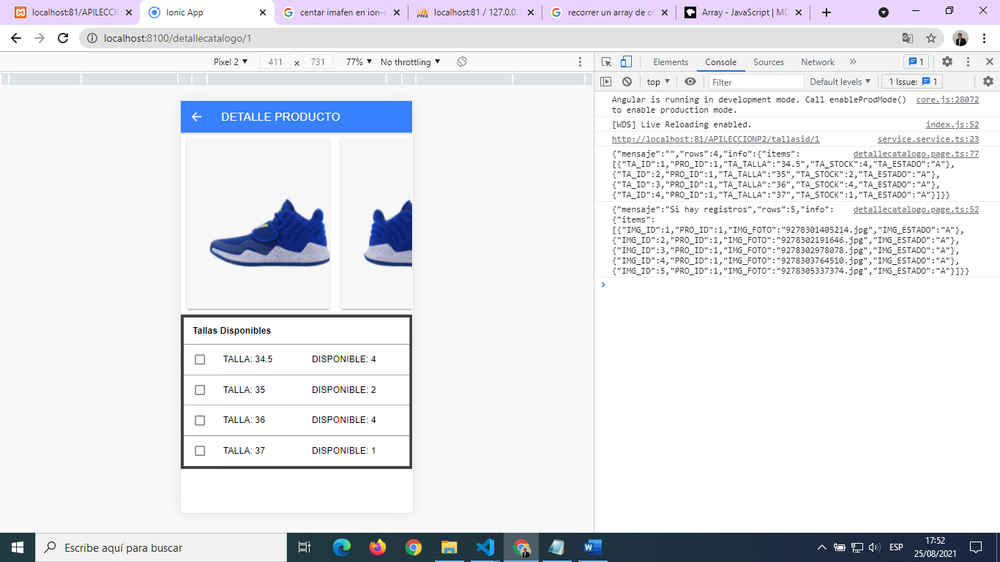 localhost:81/APILECCIO
Ionic App
centar imagen en ion-c
localhost:81 / 127.0.0.1
recorrer un array de ob
Array - JavaScript | MD
localhost:8100/detallecatalogo/1
Pixel 2 ▼ 411 × 731 77% ▼ No throttling ▼
Elements Console Sources Network » 1
top ▼ Filter Default levels ▼ 1 Issue: 1
DETALLE PRODUCTO
Tallas Disponibles
TALLA: 34.5 DISPONIBLE: 4
TALLA: 35 DISPONIBLE: 2
TALLA: 36 DISPONIBLE: 4
TALLA: 37 DISPONIBLE: 1
Angular is running in development mode. Call enableProdMode() core.js:28072
to enable production mode.
[WDS] Live Reloading enabled. index.js:52
http://localhost:81/APILECCIONP2/tallasid/1 service.service.ts:23
{"mensaje":"","rows":4,"info":{"items": detallecatalogo.page.ts:77
[{"TA_ID":1,"PRO_ID":1,"TA_TALLA":"34.5","TA_STOCK":4,"TA_ESTADO":"A"},
{"TA_ID":2,"PRO_ID":1,"TA_TALLA":"35","TA_STOCK":2,"TA_ESTADO":"A"},
{"TA_ID":3,"PRO_ID":1,"TA_TALLA":"36","TA_STOCK":4,"TA_ESTADO":"A"},
{"TA_ID":4,"PRO_ID":1,"TA_TALLA":"37","TA_STOCK":1,"TA_ESTADO":"A"}]}}
{"mensaje":"Si hay registros","rows":5,"info": detallecatalogo.page.ts:52
{"items":
[{"IMG_ID":1,"PRO_ID":1,"IMG_FOTO":"9278301405214.jpg","IMG_ESTADO":"A"},
{"IMG_ID":2,"PRO_ID":1,"IMG_FOTO":"9278302191646.jpg","IMG_ESTADO":"A"},
{"IMG_ID":3,"PRO_ID":1,"IMG_FOTO":"9278302978078.jpg","IMG_ESTADO":"A"},
{"IMG_ID":4,"PRO_ID":1,"IMG_FOTO":"9278303764510.jpg","IMG_ESTADO":"A"},
{"IMG_ID":5,"PRO_ID":1,"IMG_FOTO":"9278305337374.jpg","IMG_ESTADO":"A"}]}}
Escribe aquí para buscar
ESP
17:52
25/08/2021